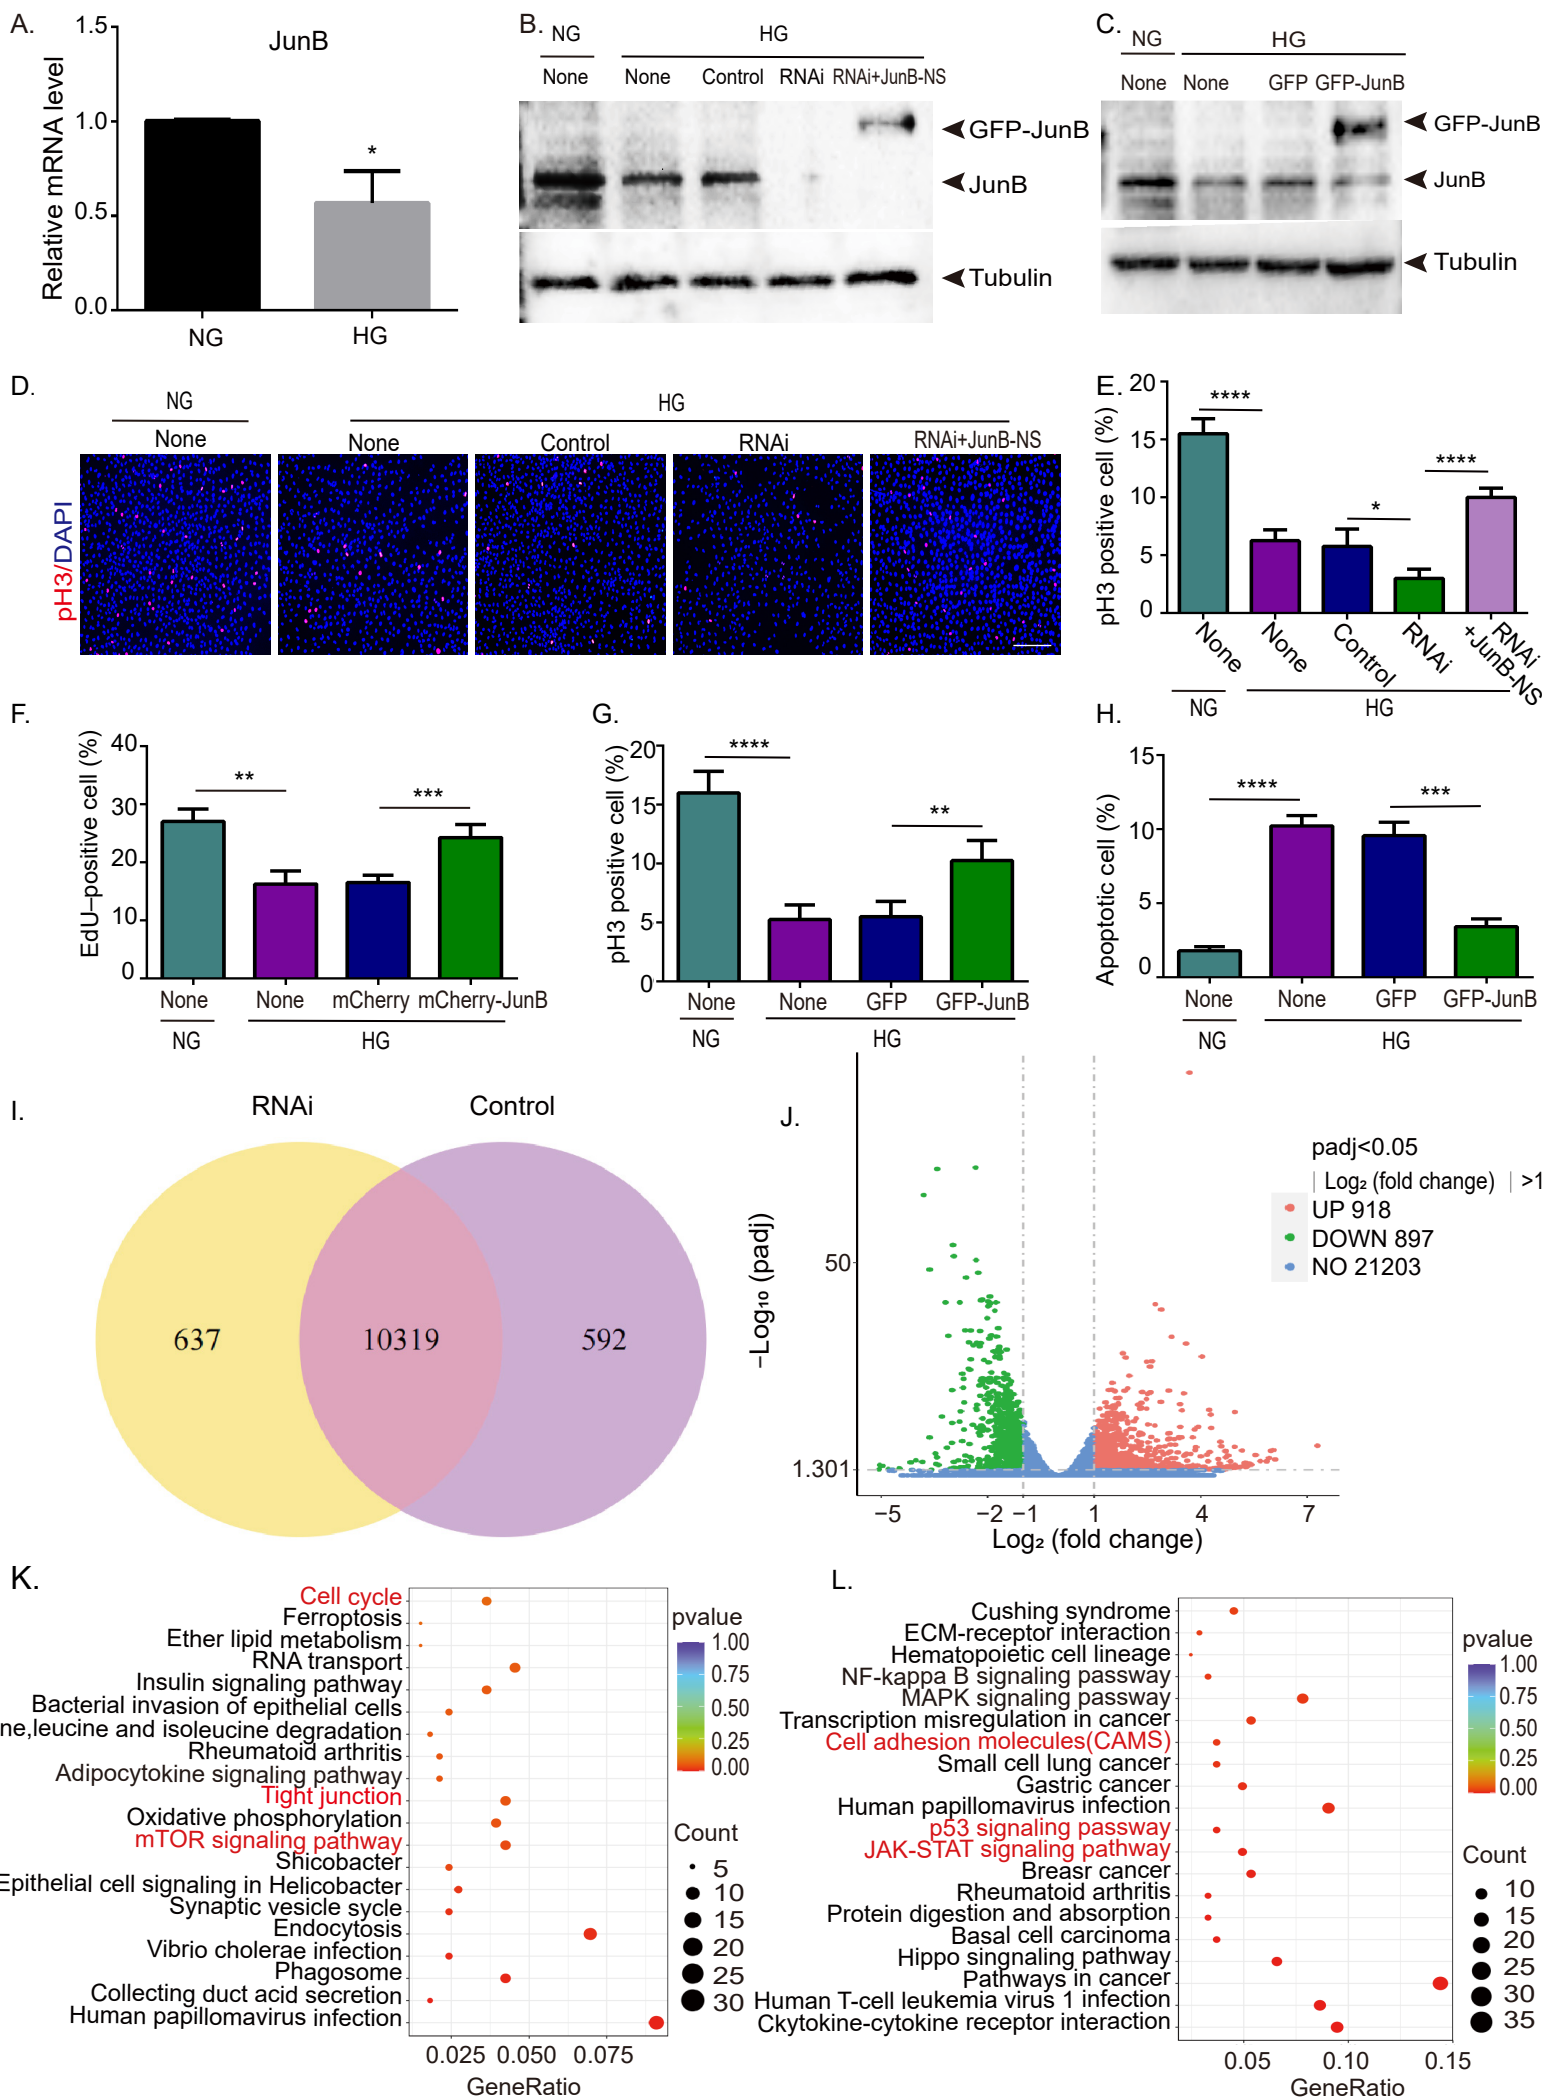 A.
JunB
Relative mRNA level
1.5
1.0
0.5
0.0
*
NG
HG
B.
NG
HG
None
None
Control
RNAi
RNAi+JunB-NS
GFP-JunB
JunB
Tubulin
C.
NG
HG
None
None
GFP
GFP-JunB
GFP-JunB
JunB
Tubulin
D.
NG
HG
None
None
Control
RNAi
RNAi+JunB-NS
pH3/DAPI
E.
pH3 positive cell (%)
20
15
10
5
0
****
*
****
None
None
Control
RNAi
RNAi
+JunB-NS
NG
HG
F.
EdU–positive cell (%)
40
30
20
10
0
**
***
None
None
mCherry
mCherry-JunB
NG
HG
G.
pH3 positive cell (%)
20
15
10
5
0
****
**
None
None
GFP
GFP-JunB
NG
HG
H.
Apoptotic cell (%)
15
10
5
0
****
***
None
None
GFP
GFP-JunB
NG
HG
I.
RNAi
Control
637
10319
592
J.
−Log₁₀ (padj)
50
1.301
−5
−2
−1
1
4
7
Log₂ (fold change)
padj<0.05
| Log₂ (fold change) | >1
UP 918
DOWN 897
NO 21203
K.
Cell cycle
Ferroptosis
Ether lipid metabolism
RNA transport
Insulin signaling pathway
Bacterial invasion of epithelial cells
ne,leucine and isoleucine degradation
Rheumatoid arthritis
Adipocytokine signaling pathway
Tight junction
Oxidative phosphorylation
mTOR signaling pathway
Shicobacter
Epithelial cell signaling in Helicobacter
Synaptic vesicle sycle
Endocytosis
Vibrio cholerae infection
Phagosome
Collecting duct acid secretion
Human papillomavirus infection
0.025
0.050
0.075
GeneRatio
pvalue
1.00
0.75
0.50
0.25
0.00
Count
5
10
15
20
25
30
L.
Cushing syndrome
ECM-receptor interaction
Hematopoietic cell lineage
NF-kappa B signaling passway
MAPK signaling passway
Transcription misregulation in cancer
Cell adhesion molecules(CAMS)
Small cell lung cancer
Gastric cancer
Human papillomavirus infection
p53 signaling passway
JAK-STAT signaling pathway
Breasr cancer
Rheumatoid arthritis
Protein digestion and absorption
Basal cell carcinoma
Hippo singnaling pathway
Pathways in cancer
Human T-cell leukemia virus 1 infection
Ckytokine-cytokine receptor interaction
0.05
0.10
0.15
GeneRatio
pvalue
1.00
0.75
0.50
0.25
0.00
Count
10
15
20
25
30
35